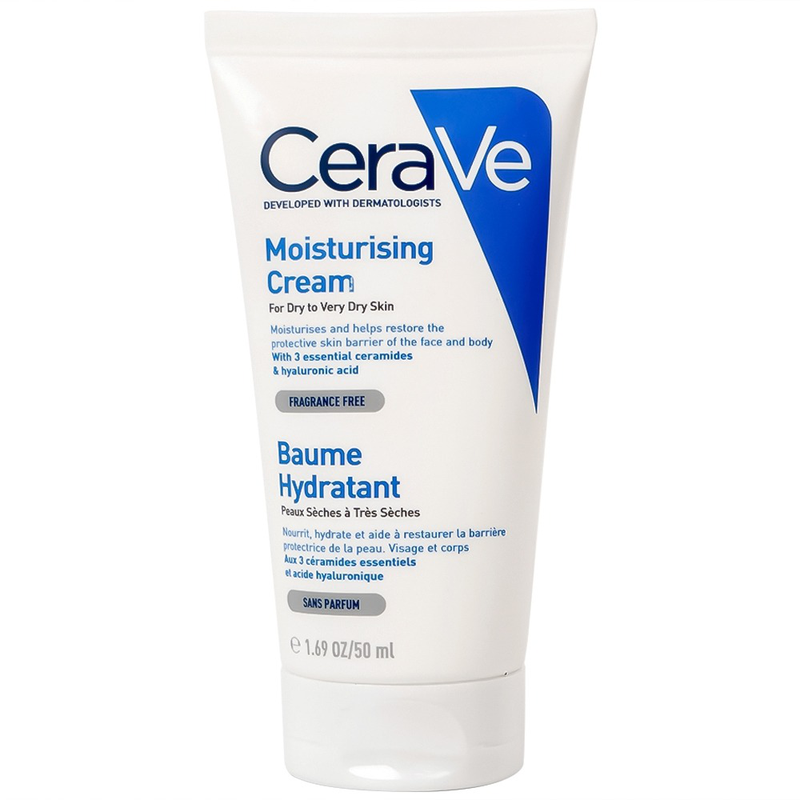 CeraVe
DEVELOPED WITH DERMATOLOGISTS
Moisturising
Cream
For Dry to Very Dry Skin
Moisturises and helps restore the
protective skin barrier of the face and body
With 3 essential ceramides
& hyaluronic acid
FRAGRANCE FREE
Baume
Hydratant
Peaux Sèches à Très Sèches
Nourrit, hydrate et aide à restaurer la barrière
protectrice de la peau. Visage et corps
Aux 3 céramides essentiels
et acide hyaluronique
SANS PARFUM
℮ 1.69 OZ/50 ml